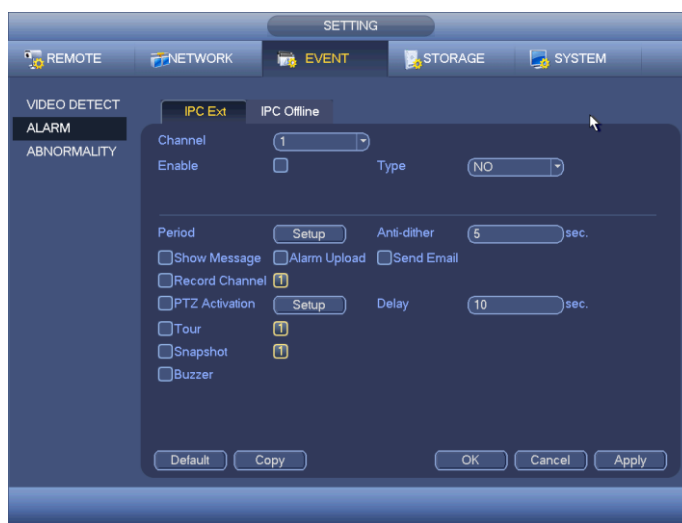 SETTING
REMOTE NETWORK EVENT STORAGE SYSTEM
VIDEO DETECT
ALARM
ABNORMALITY
IPC Ext IPC Offline
Channel 1
Enable Type NO
Period Setup Anti-dither 5 sec.
Show Message Alarm Upload Send Email
Record Channel 1
PTZ Activation Setup Delay 10 sec.
Tour 1
Snapshot 1
Buzzer
Default Copy OK Cancel Apply